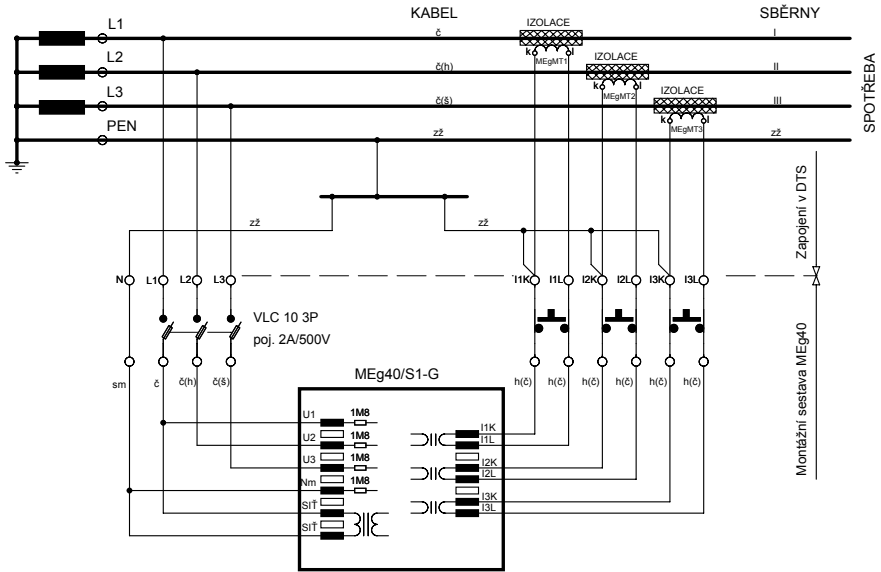 KABEL
SBĚRNY
L1
č
IZOLACE
I
k
l
MEgMT1
L2
č(h)
IZOLACE
II
k
l
MEgMT2
L3
č(š)
IZOLACE
III
k
l
MEgMT3
PEN
zž
zž
SPOTŘEBA
zž
zž
Zapojení v DTS
N
L1
L2
L3
I1K
I1L
I2K
I2L
I3K
I3L
VLC 10 3P
poj. 2A/500V
Montážní sestava MEg40
sm
č
č(h)
č(š)
MEg40/S1-G
h(č)
h(č)
h(č)
h(č)
h(č)
h(č)
U1
1M8
I1K
U2
1M8
I1L
U3
1M8
I2K
I2L
Nm
1M8
I3K
SIŤ
I3L
SIŤ